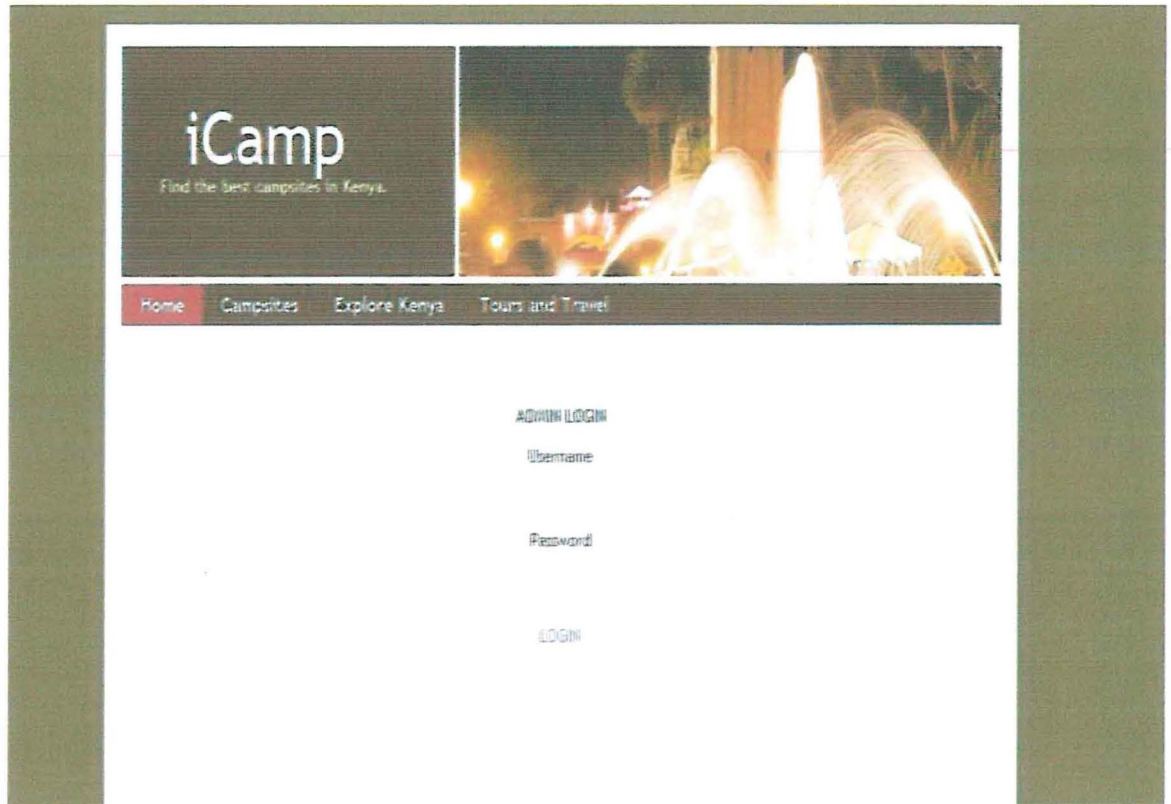 iCamp
Find the best campsites in Kenya.
Home Campsites Explore Kenya Tours and Travel
ADMIN LOGIN
Username
Password
LOGIN